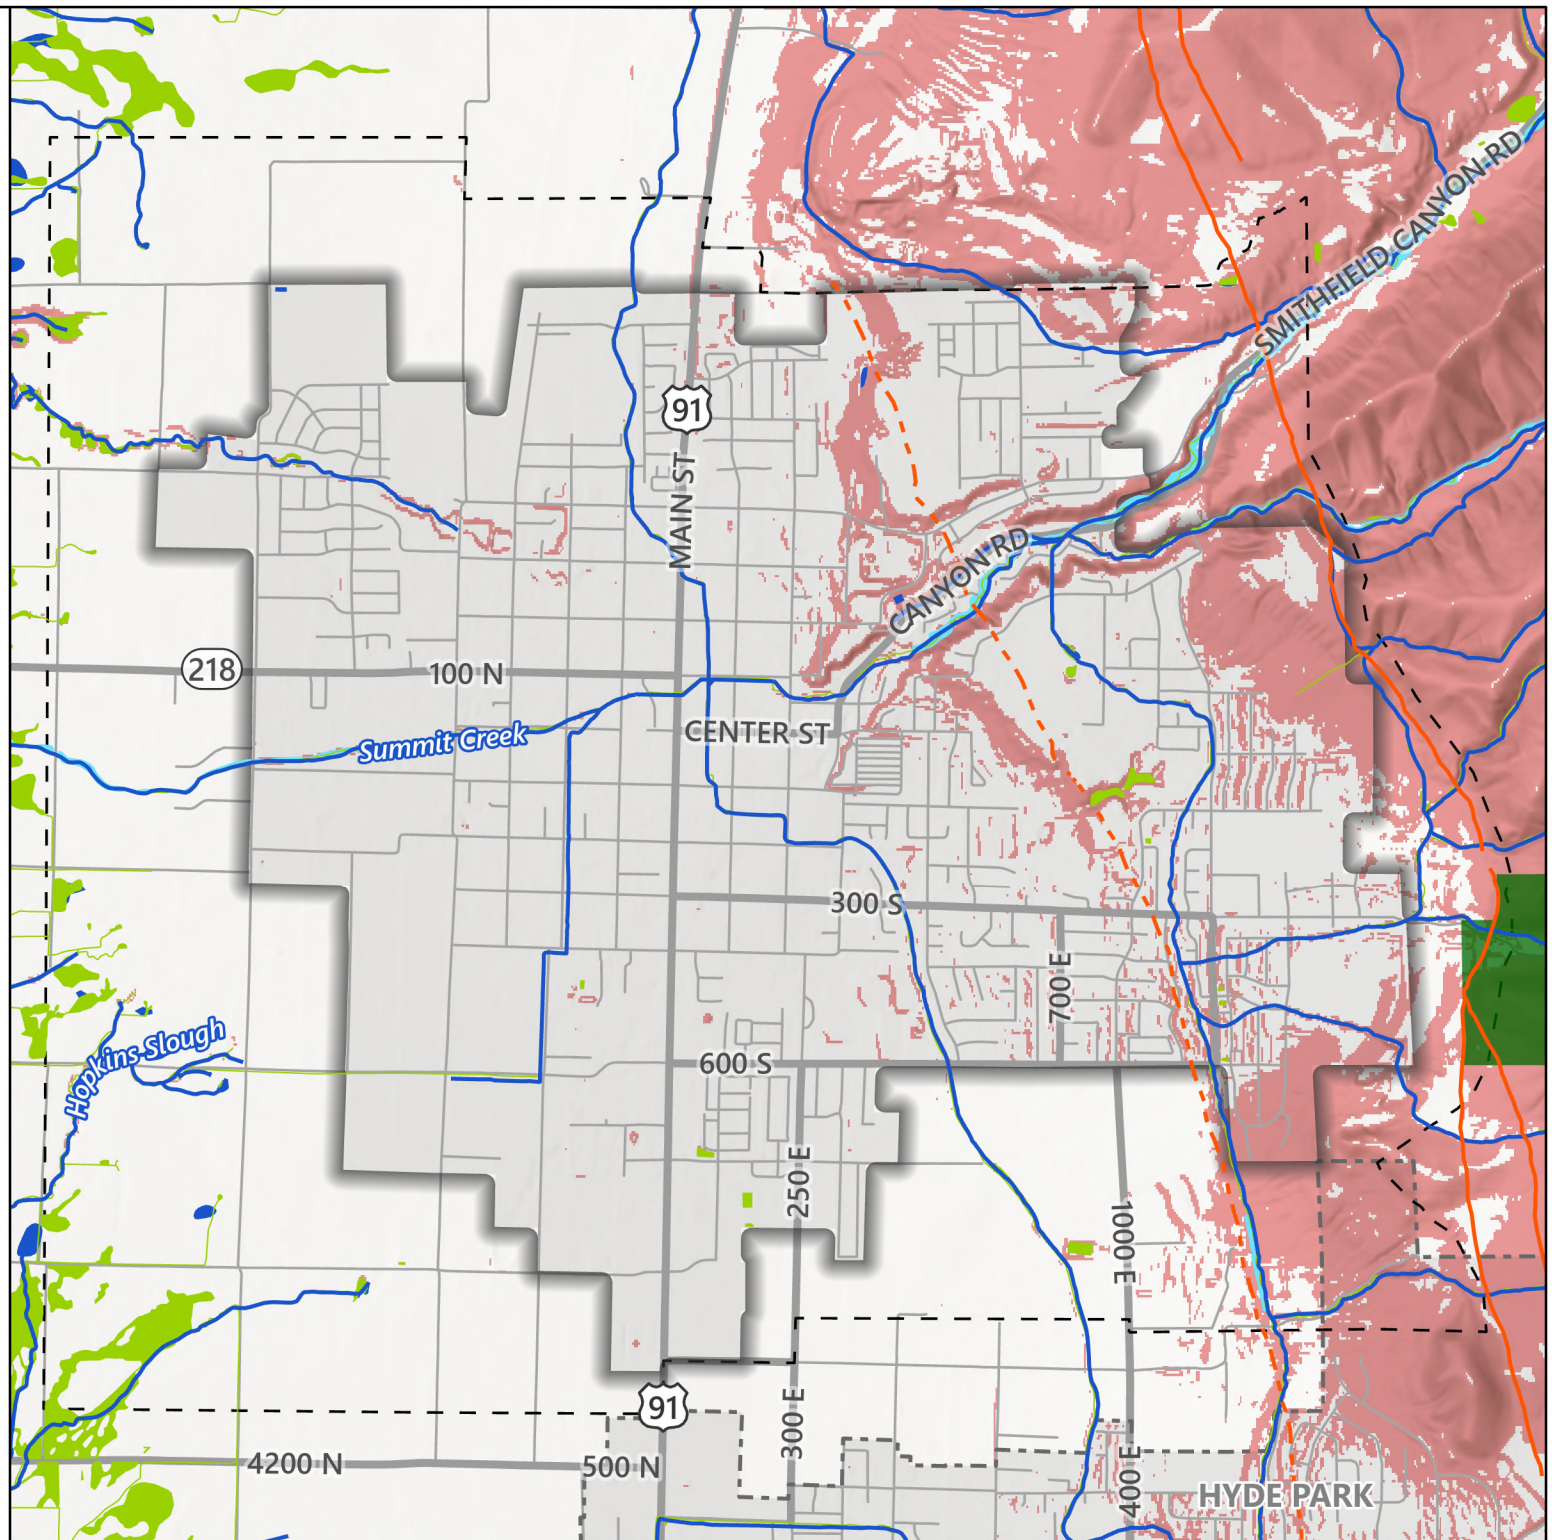 SMITHFIELD CANYON RD
91
MAIN ST
CANYON RD
218
100 N
CENTER ST
Summit Creek
300 S
700 E
Hopkins Slough
600 S
250 E
1000 E
91
300 E
4200 N
500 N
400 E
HYDE PARK